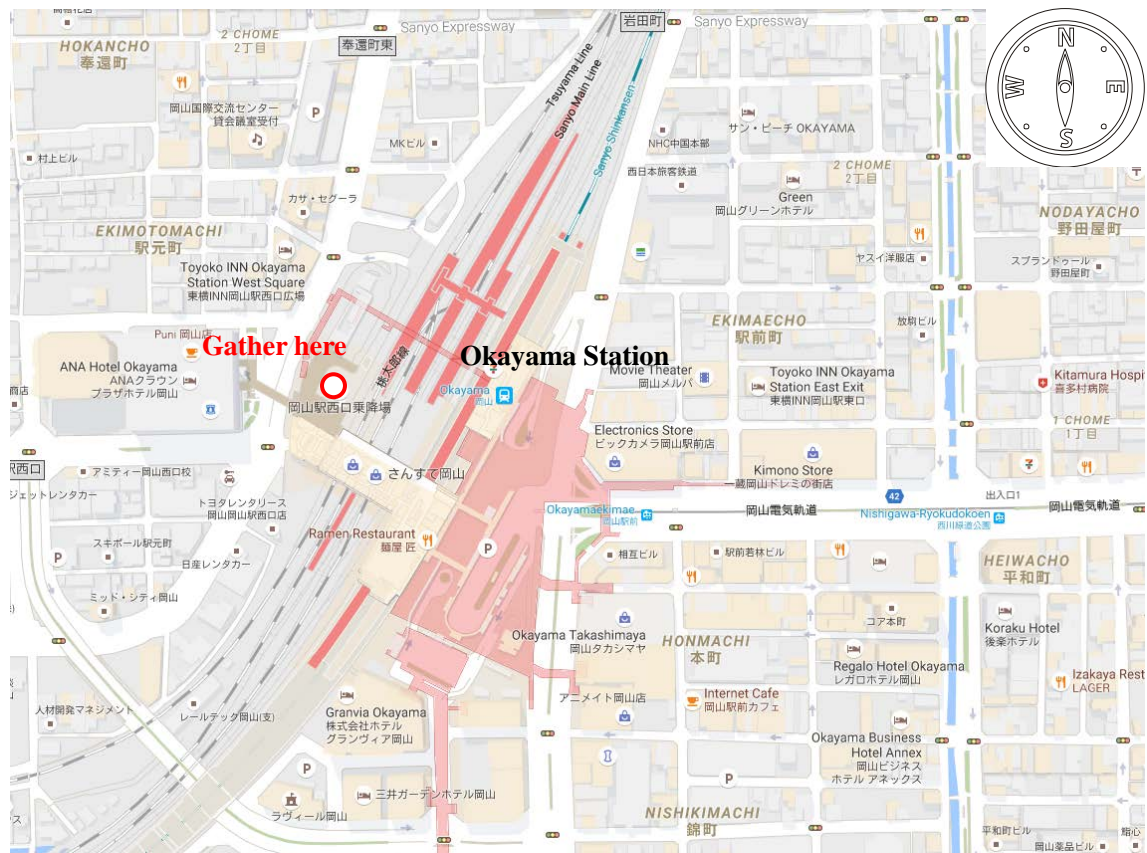 岩田町
Sanyo Expressway
Sanyo Expressway
2 CHOME
2丁目
HOKANCHO
奉還町
奉還町東
N
W
E
S
Tsuyama Line
Sanyo Main Line
Sanyo Shinkansen
P
岡山国際交流センター
貸会議室受付
MKビル
村上ビル
NHC中国本部
サン・ピーチ OKAYAMA
西日本旅客鉄道
2 CHOME
2丁目
Green
岡山グリーンホテル
カサ・セグーラ
NODAYACHO
野田屋町
EKIMOTOMACHI
駅元町
Toyoko INN Okayama
Station West Square
東横INN岡山駅西口広場
ヤスイ洋服店
スプランドゥール
野田屋町
EKIMAECHO
駅前町
放駒ビル
Puni 岡山店
Gather here
Okayama Station
桃太郎線
ANA Hotel Okayama
ANAクラウン
プラザホテル岡山
Okayama
岡山
岡山駅西口乗降場
Movie Theater
岡山メルパ
Toyoko INN Okayama
Station East Exit
東横INN岡山駅東口
Kitamura Hospi
喜多村病院
商店
1 CHOME
1丁目
Electronics Store
ビックカメラ岡山駅前店
Kimono Store
一蔵岡山ドレミの街店
駅西口
アミティー岡山西口校
さんすて岡山
ジェットレンタカー
トヨタレンタリース
岡山岡山駅西口店
42
出入口1
Okayamaekimae
岡山駅前
岡山電気軌道
岡山電気軌道
Nishigawa-Ryokudokoen
西川緑道公園
Ramen Restaurant
麺屋 匠
P
スキポール駅元町
P
日産レンタカー
相互ビル
駅前若林ビル
HEIWACHO
平和町
ミッド・シティ岡山
コア本町
Koraku Hotel
後楽ホテル
Okayama Takashimaya
岡山タカシマヤ
HONMACHI
本町
Regalo Hotel Okayama
レガロホテル岡山
Izakaya Rest
LAGER
アニメイト岡山店
Internet Cafe
岡山駅前カフェ
人材開発マネジメント
レールテック岡山(支)
Granvia Okayama
株式会社ホテル
グランヴィア岡山
Okayama Business
Hotel Annex
岡山ビジネス
ホテル アネックス
P
P
三井ガーデンホテル岡山
ラヴィール岡山
NISHIKIMACHI
錦町
平和町ビル
岡山薬品ビル